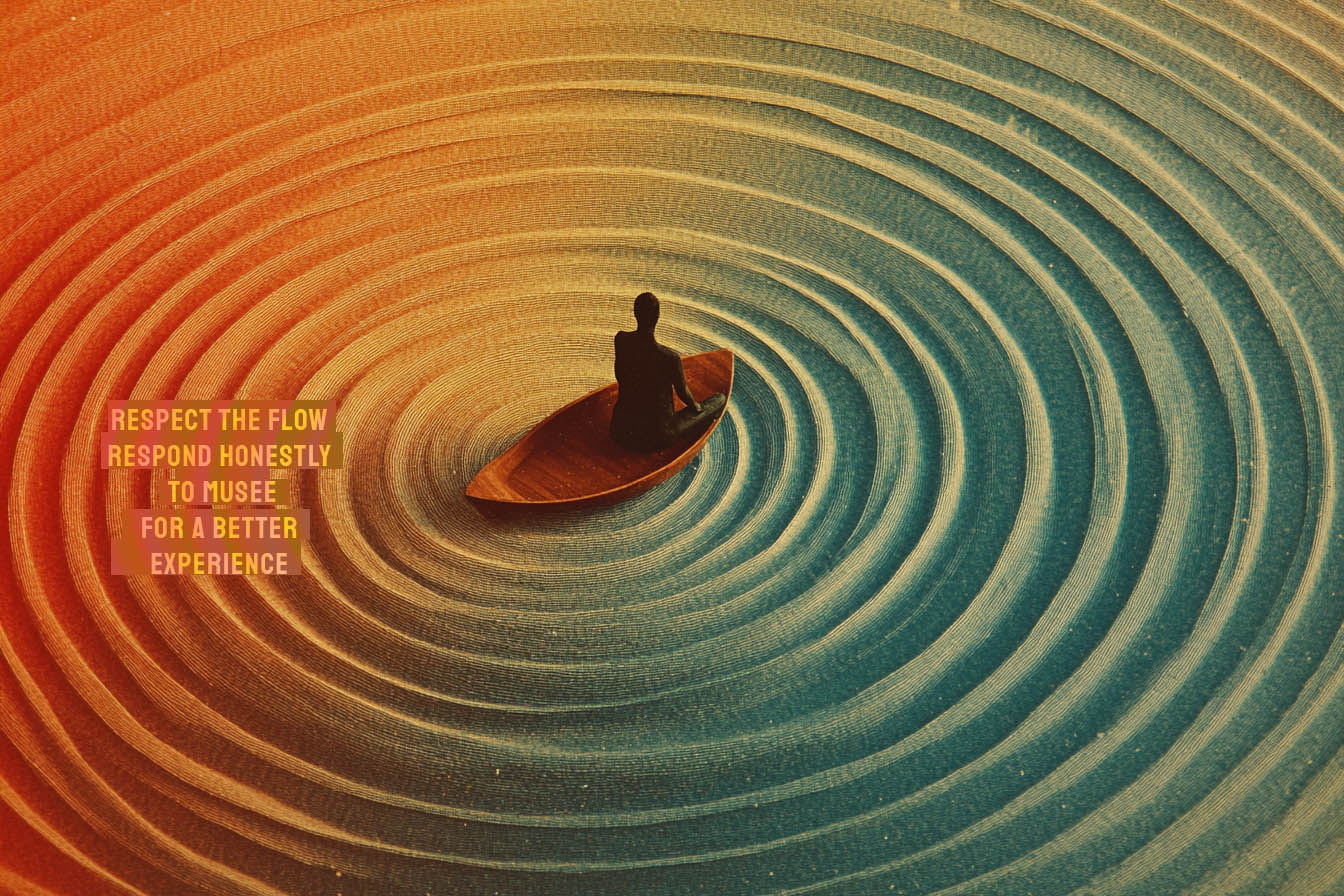 RESPECT THE FLOW
RESPOND HONESTLY
TO MUSEE
FOR A BETTER
EXPERIENCE